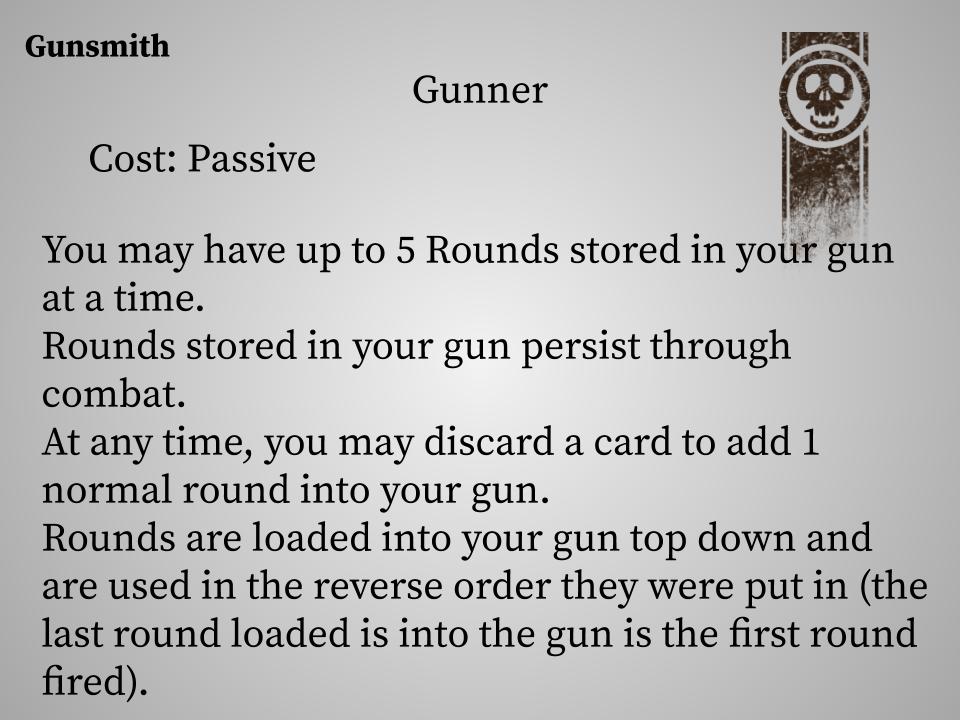 Gunsmith
Gunner
Cost: Passive
You may have up to 5 Rounds stored in your gun
at a time.
Rounds stored in your gun persist through
combat.
At any time, you may discard a card to add 1
normal round into your gun.
Rounds are loaded into your gun top down and
are used in the reverse order they were put in (the
last round loaded is into the gun is the first round
fired).